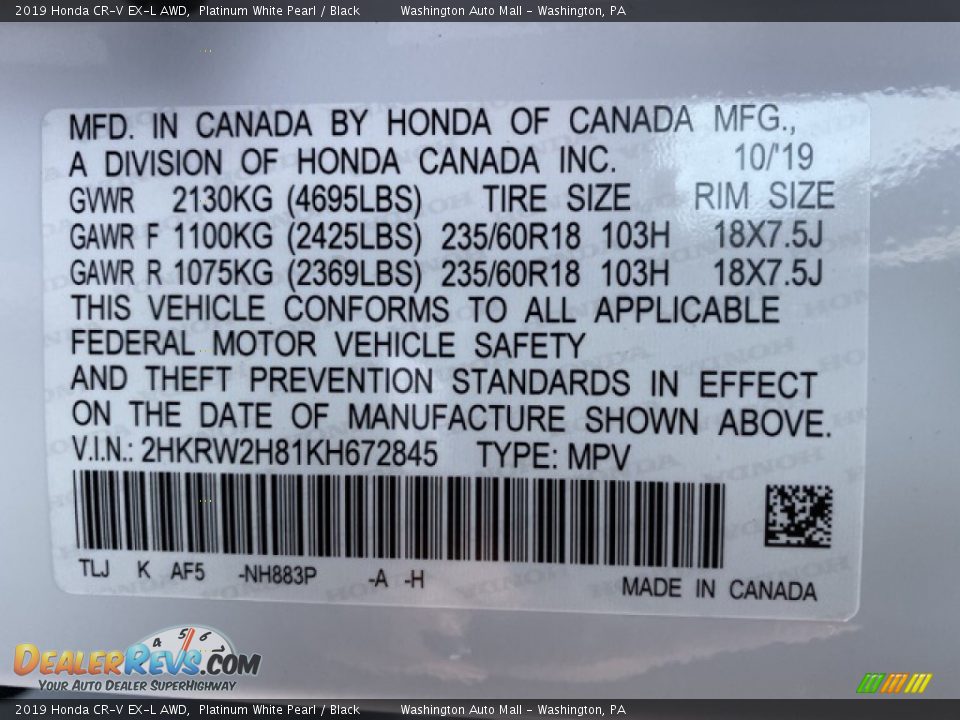 2019 Honda CR-V EX-L AWD, Platinum White Pearl / Black Washington Auto Mall - Washington, PA
MFD. IN CANADA BY HONDA OF CANADA MFG.,
A DIVISION OF HONDA CANADA INC. 10/'19
GVWR 2130KG (4695LBS) TIRE SIZE RIM SIZE
GAWR F 1100KG (2425LBS) 235/60R18 103H 18X7.5J
GAWR R 1075KG (2369LBS) 235/60R18 103H 18X7.5J
THIS VEHICLE CONFORMS TO ALL APPLICABLE
FEDERAL MOTOR VEHICLE SAFETY
AND THEFT PREVENTION STANDARDS IN EFFECT
ON THE DATE OF MANUFACTURE SHOWN ABOVE.
V.I.N.: 2HKRW2H81KH672845 TYPE: MPV
TLJ K AF5 -NH883P -A -H
MADE IN CANADA
4 5 6
DEALERREVS.COM
YOUR AUTO DEALER SUPERHIGHWAY
2019 Honda CR-V EX-L AWD, Platinum White Pearl / Black Washington Auto Mall - Washington, PA